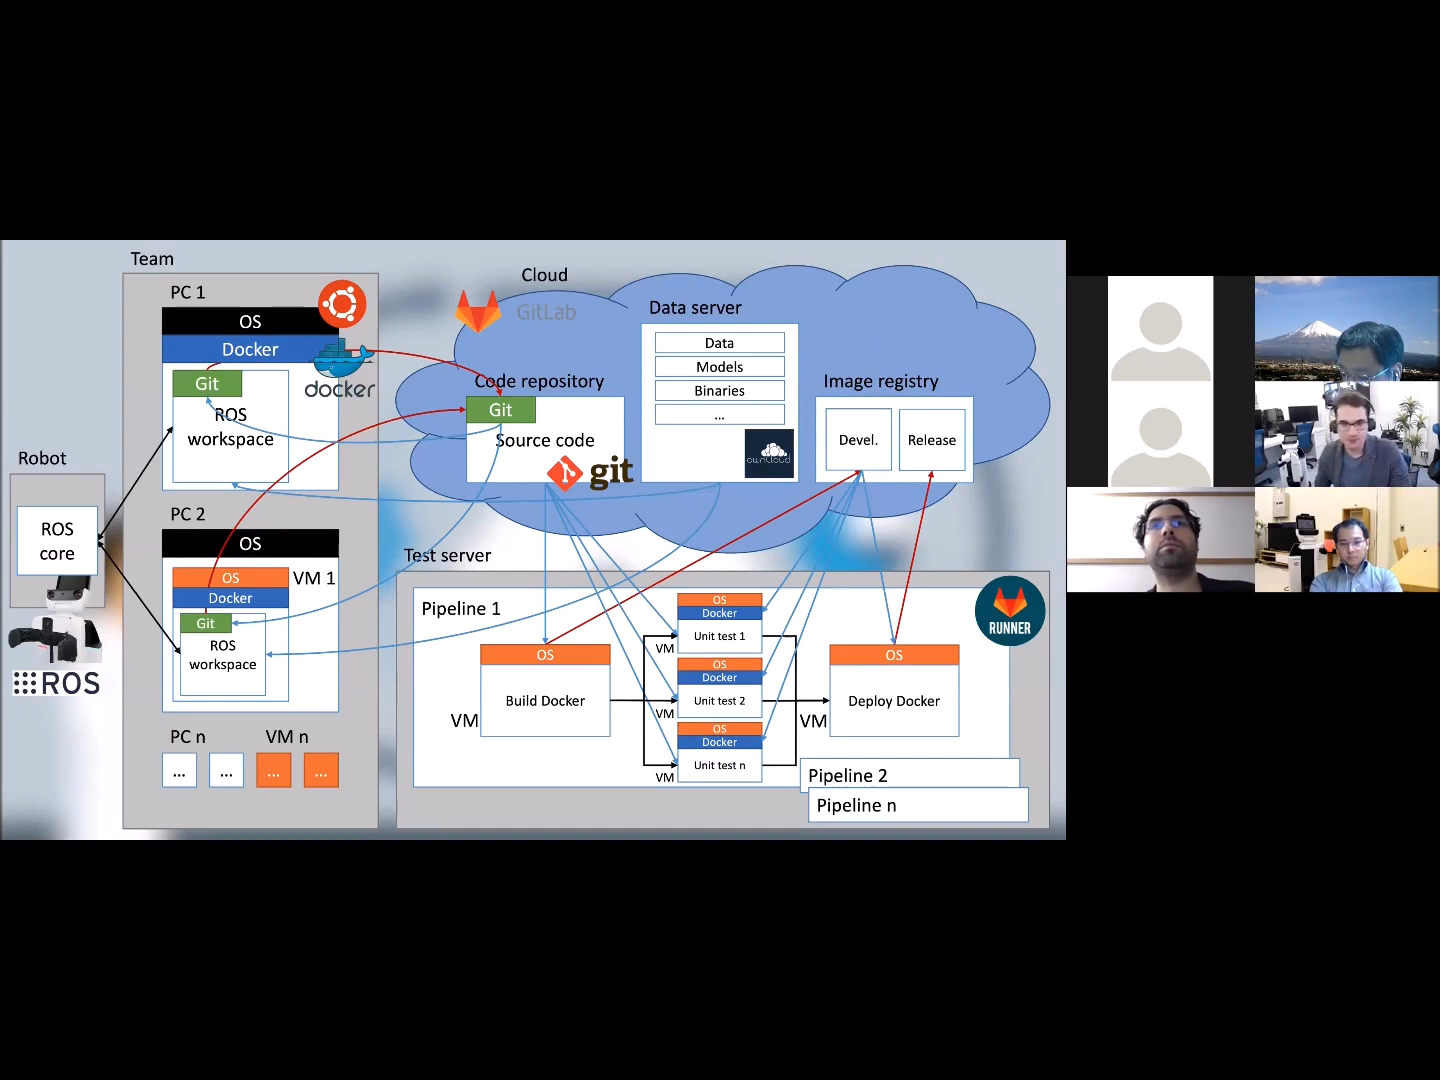 Team
PC 1
OS
Docker
docker
Git
ROS
workspace
Robot
ROS
core
ROS
PC 2
OS
OS
VM 1
Docker
Git
ROS
workspace
PC n
VM n
...
...
...
...
Cloud
GitLab
Code repository
Git
Source code
git
Data server
Data
Models
Binaries
...
ownCloud
Image registry
Devel.
Release
Test server
Pipeline 1
OS
Build Docker
VM
OS
Docker
Unit test 1
VM
OS
Docker
Unit test 2
VM
OS
Docker
Unit test n
VM
OS
Deploy Docker
VM
RUNNER
Pipeline 2
Pipeline n